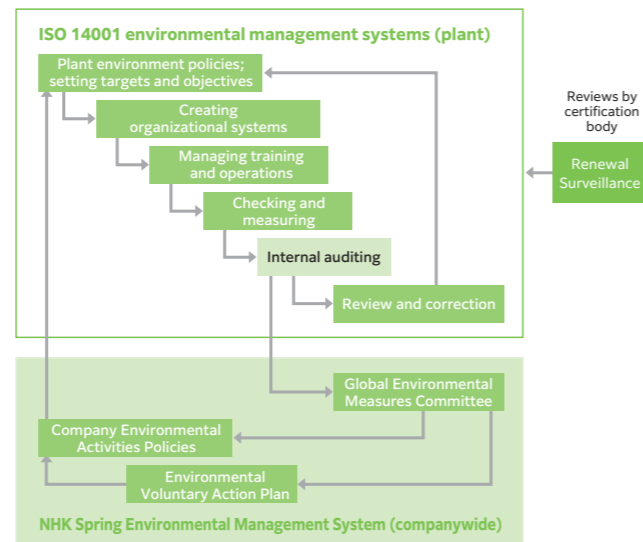 ISO 14001 environmental management systems (plant)
Plant environment policies;
setting targets and objectives
Creating
organizational systems
Managing training
and operations
Checking and
measuring
Internal auditing
Review and correction
Reviews by
certification
body
Renewal
Surveillance
Global Environmental
Measures Committee
Company Environmental
Activities Policies
Environmental
Voluntary Action Plan
NHK Spring Environmental Management System (companywide)